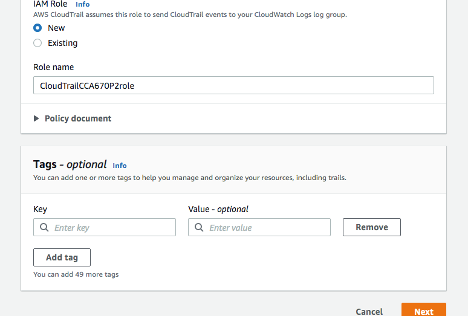 IAM Role Info
AWS CloudTrail assumes this role to send CloudTrail events to your CloudWatch Logs log group.
New
Existing
Role name
CloudTrailCCA670P2role
Policy document
Tags - optional Info
You can add one or more tags to help you manage and organize your resources, including trails.
Key Value - optional
Enter key Enter value Remove
Add tag
You can add 49 more tags
Cancel Next